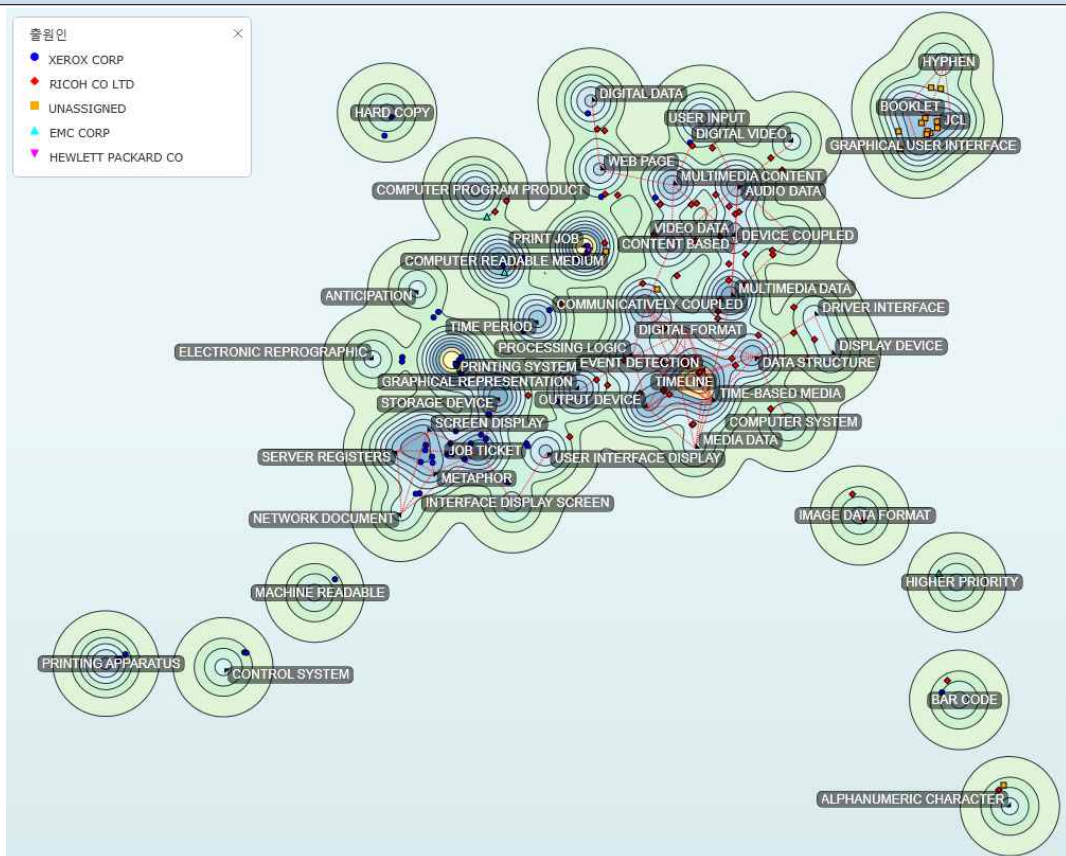 출원인
XEROX CORP
RICOH CO LTD
UNASSIGNED
EMC CORP
HEWLETT PACKARD CO
HYPHEN
DIGITAL DATA
BOOKLET
HARD COPY
USER INPUT
JCL
DIGITAL VIDEO
GRAPHICAL USER INTERFACE
WEB PAGE
MULTIMEDIA CONTENT
COMPUTER PROGRAM PRODUCT
AUDIO DATA
VIDEO DATA
PRINT JOB
DEVICE COUPLED
CONTENT BASED
COMPUTER READABLE MEDIUM
MULTIMEDIA DATA
ANTICIPATION
COMMUNICATIVELY COUPLED
DRIVER INTERFACE
TIME PERIOD
DIGITAL FORMAT
DISPLAY DEVICE
PROCESSING LOGIC
ELECTRONIC REPROGRAPHIC
EVENT DETECTION
DATA STRUCTURE
PRINTING SYSTEM
GRAPHICAL REPRESENTATION
TIMELINE
TIME-BASED MEDIA
OUTPUT DEVICE
STORAGE DEVICE
COMPUTER SYSTEM
SCREEN DISPLAY
MEDIA DATA
JOB TICKET
SERVER REGISTERS
USER INTERFACE DISPLAY
METAPHOR
INTERFACE DISPLAY SCREEN
NETWORK DOCUMENT
IMAGE DATA FORMAT
HIGHER PRIORITY
MACHINE READABLE
PRINTING APPARATUS
CONTROL SYSTEM
BAR CODE
ALPHANUMERIC CHARACTER